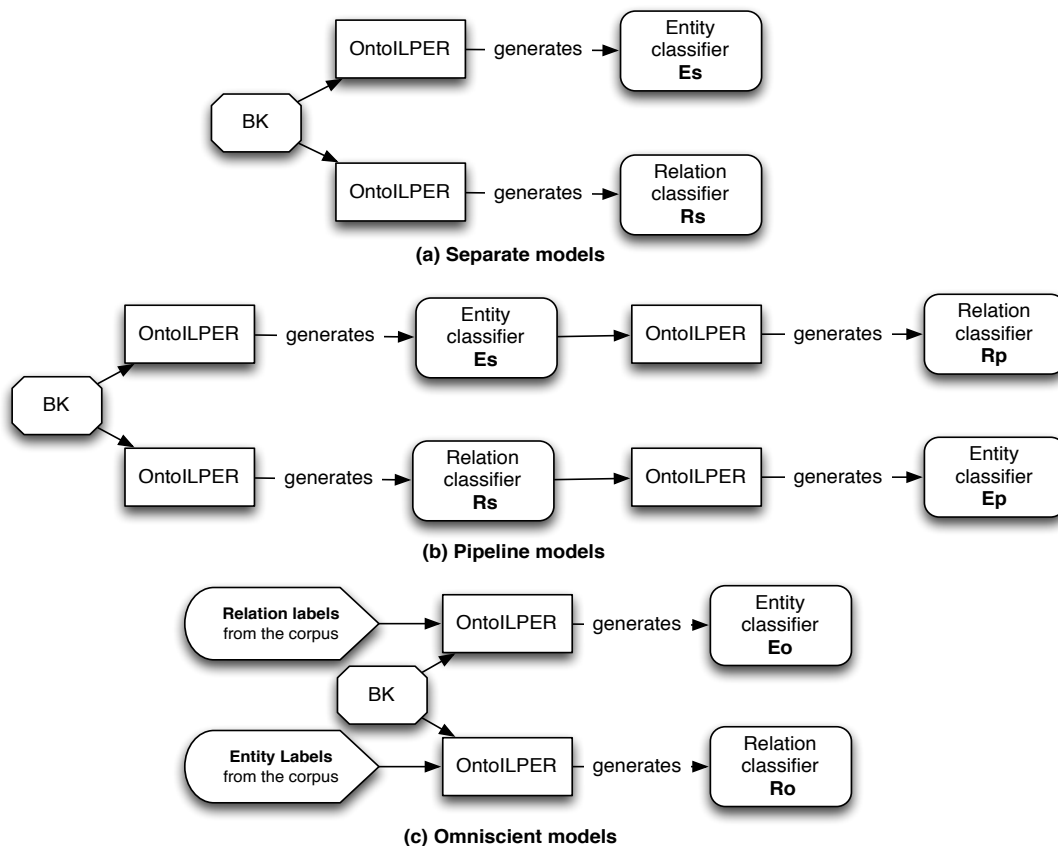 OntoILPER
generates
Entity
classifier
Es
BK
OntoILPER
generates
Relation
classifier
Rs
(a) Separate models
OntoILPER
generates
Entity
classifier
Es
OntoILPER
generates
Relation
classifier
Rp
BK
OntoILPER
generates
Relation
classifier
Rs
OntoILPER
generates
Entity
classifier
Ep
(b) Pipeline models
Relation labels
from the corpus
OntoILPER
generates
Entity
classifier
Eo
BK
Entity Labels
from the corpus
OntoILPER
generates
Relation
classifier
Ro
(c) Omniscient models